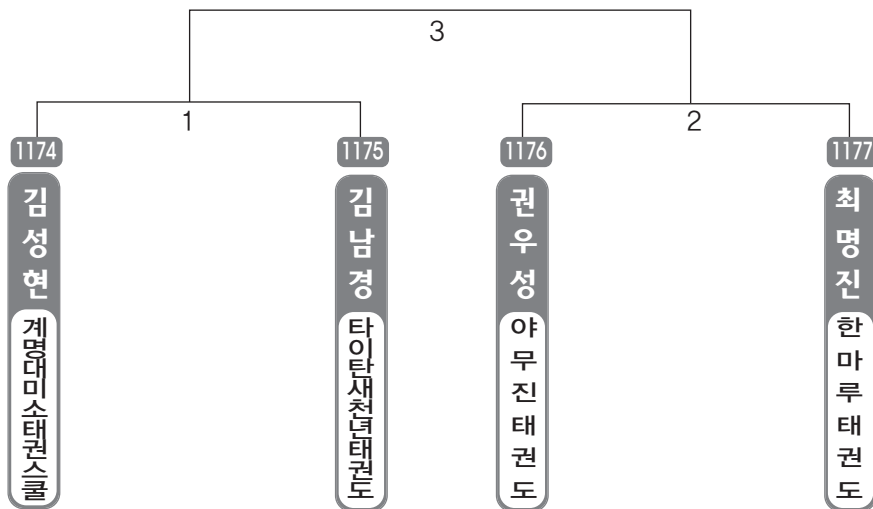 3
1
2
1174
1175
1176
1177
김성현
김남경
권우성
최명진
계명대미소태권스쿨
타이탄새천년태권도
야무진태권도
한마루태권도